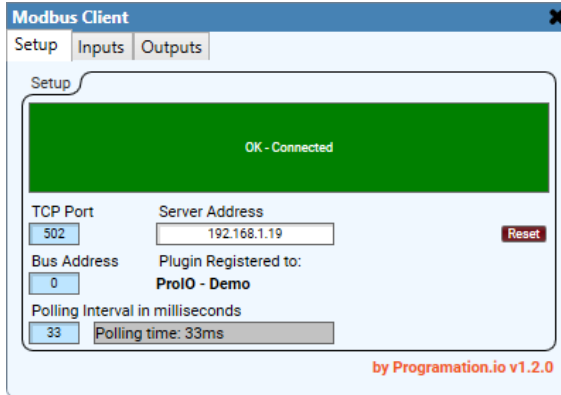 Modbus Client
Setup Inputs Outputs
Setup
OK - Connected
TCP Port Server Address
502 192.168.1.19 Reset
Bus Address Plugin Registered to:
0 ProIO - Demo
Polling Interval in milliseconds
33 Polling time: 33ms
by Programation.io v1.2.0